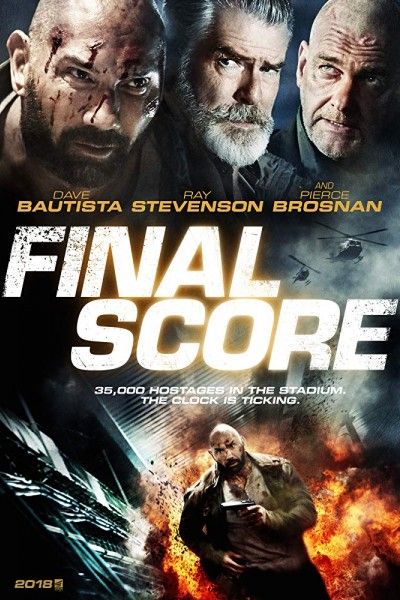 DAVE RAY AND PIERCE
BAUTISTA STEVENSON BROSNAN
FINAL
SCORE
35,000 HOSTAGES IN THE STADIUM.
THE CLOCK IS TICKING.
2018